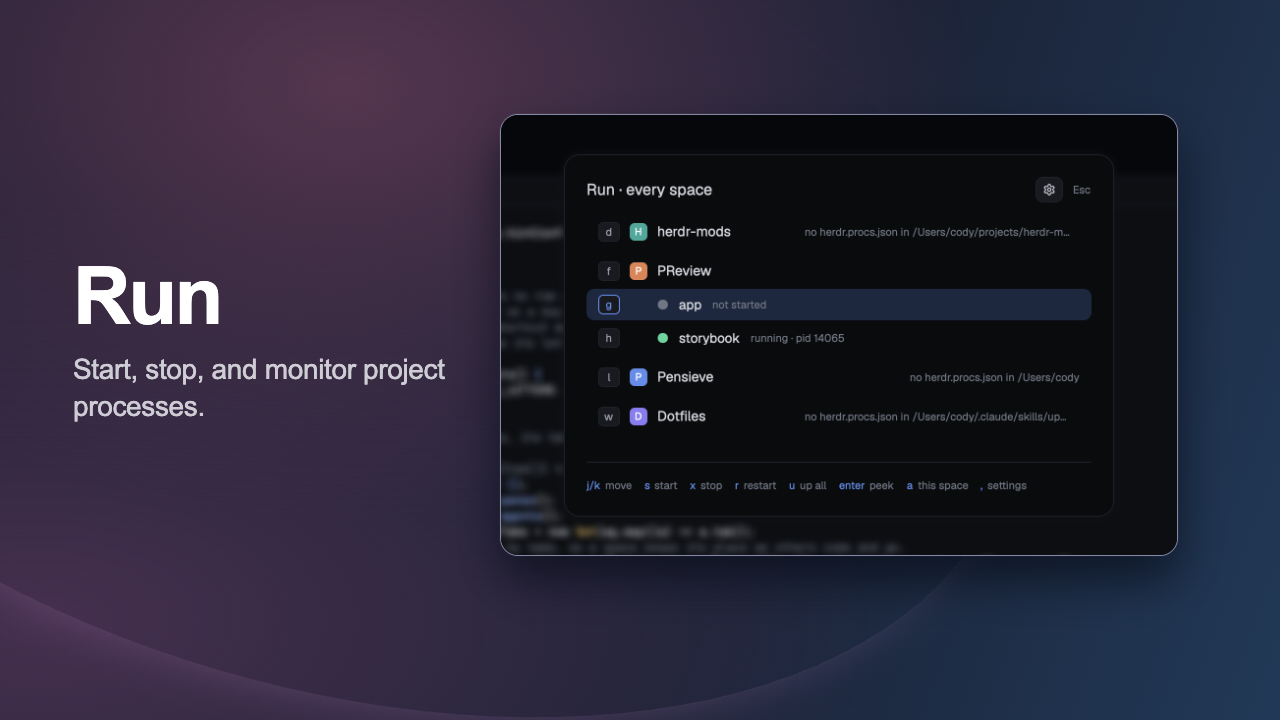 Run
Start, stop, and monitor project
processes.
Run · every space
Esc
d H herdr-mods no herdr.procs.json in /Users/cody/projects/herdr-m…
f P PReview
g app not started
h storybook running · pid 14065
l P Pensieve no herdr.procs.json in /Users/cody
w D Dotfiles no herdr.procs.json in /Users/cody/.claude/skills/up…
j/k move s start x stop r restart u up all enter peek a this space , settings